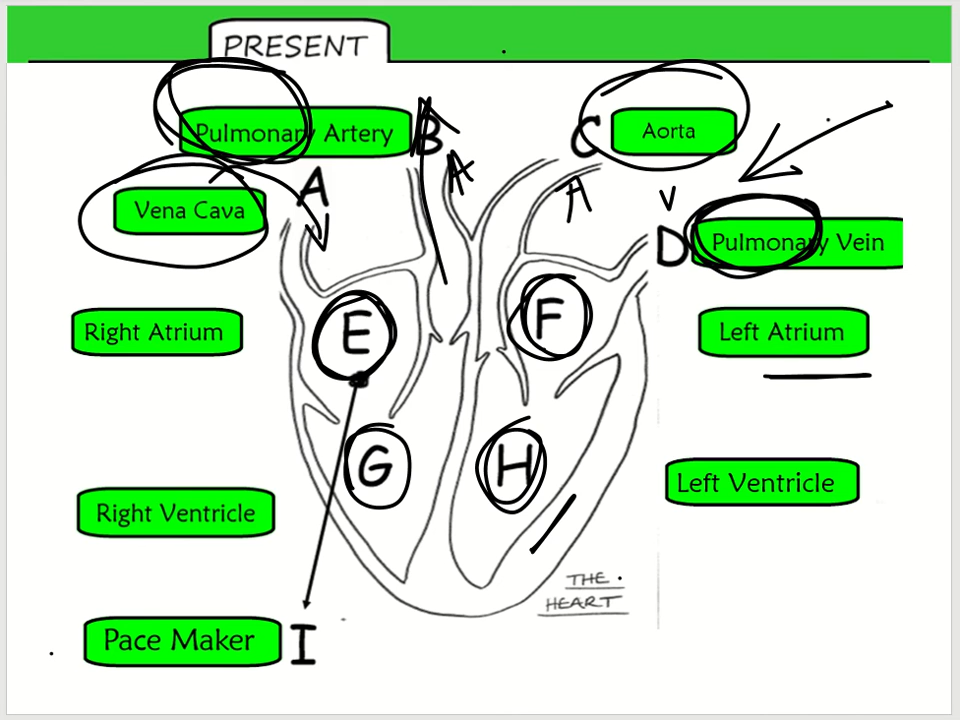 PRESENT
Pulmonary Artery
B
C
Aorta
A
A
A
V
Vena Cava
D
Pulmonary Vein
E
F
Right Atrium
Left Atrium
G
H
Left Ventricle
Right Ventricle
THE
HEART
Pace Maker
I